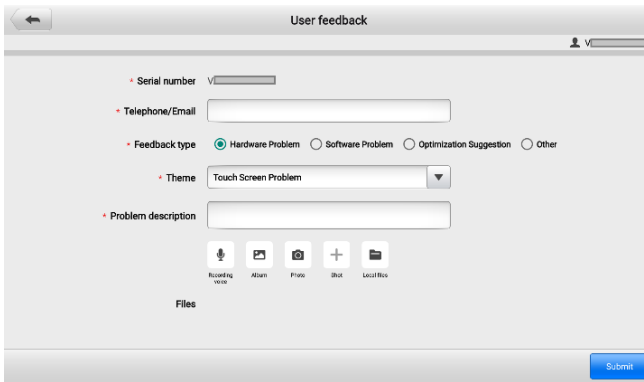 User feedback
V
* Serial number V
* Telephone/Email
* Feedback type Hardware Problem Software Problem Optimization Suggestion Other
* Theme Touch Screen Problem
* Problem description
Recording voice Album Photo Shot Local files
Files
Submit